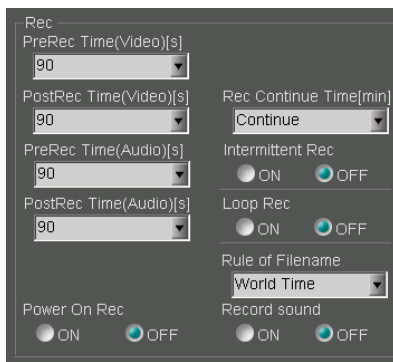 Rec
PreRec Time(Video)[s]
90
PostRec Time(Video)[s]
90
Rec Continue Time[min]
Continue
PreRec Time(Audio)[s]
90
Intermittent Rec
ON OFF
PostRec Time(Audio)[s]
90
Loop Rec
ON OFF
Rule of Filename
World Time
Power On Rec
ON OFF
Record sound
ON OFF